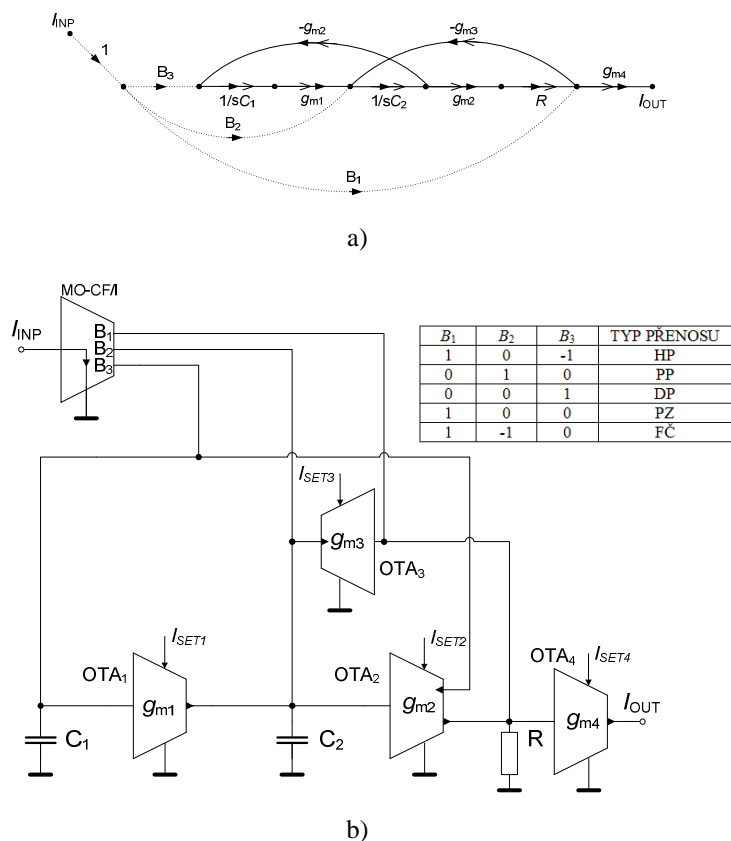 I_INP
1
-g_m2
-g_m3
B_3
1/sC_1
g_m1
1/sC_2
g_m2
R
g_m4
I_OUT
B_2
B_1
a)
MO-CF/I
I_INP
B_1
B_2
B_3
B_1 B_2 B_3 TYP PŘENOSU
1 0 -1 HP
0 1 0 PP
0 0 1 DP
1 0 0 PZ
1 -1 0 FČ
I_SET3
g_m3
OTA_3
I_SET1
OTA_1
g_m1
I_SET2
OTA_2
g_m2
OTA_4
I_SET4
g_m4
I_OUT
C_1
C_2
R
b)